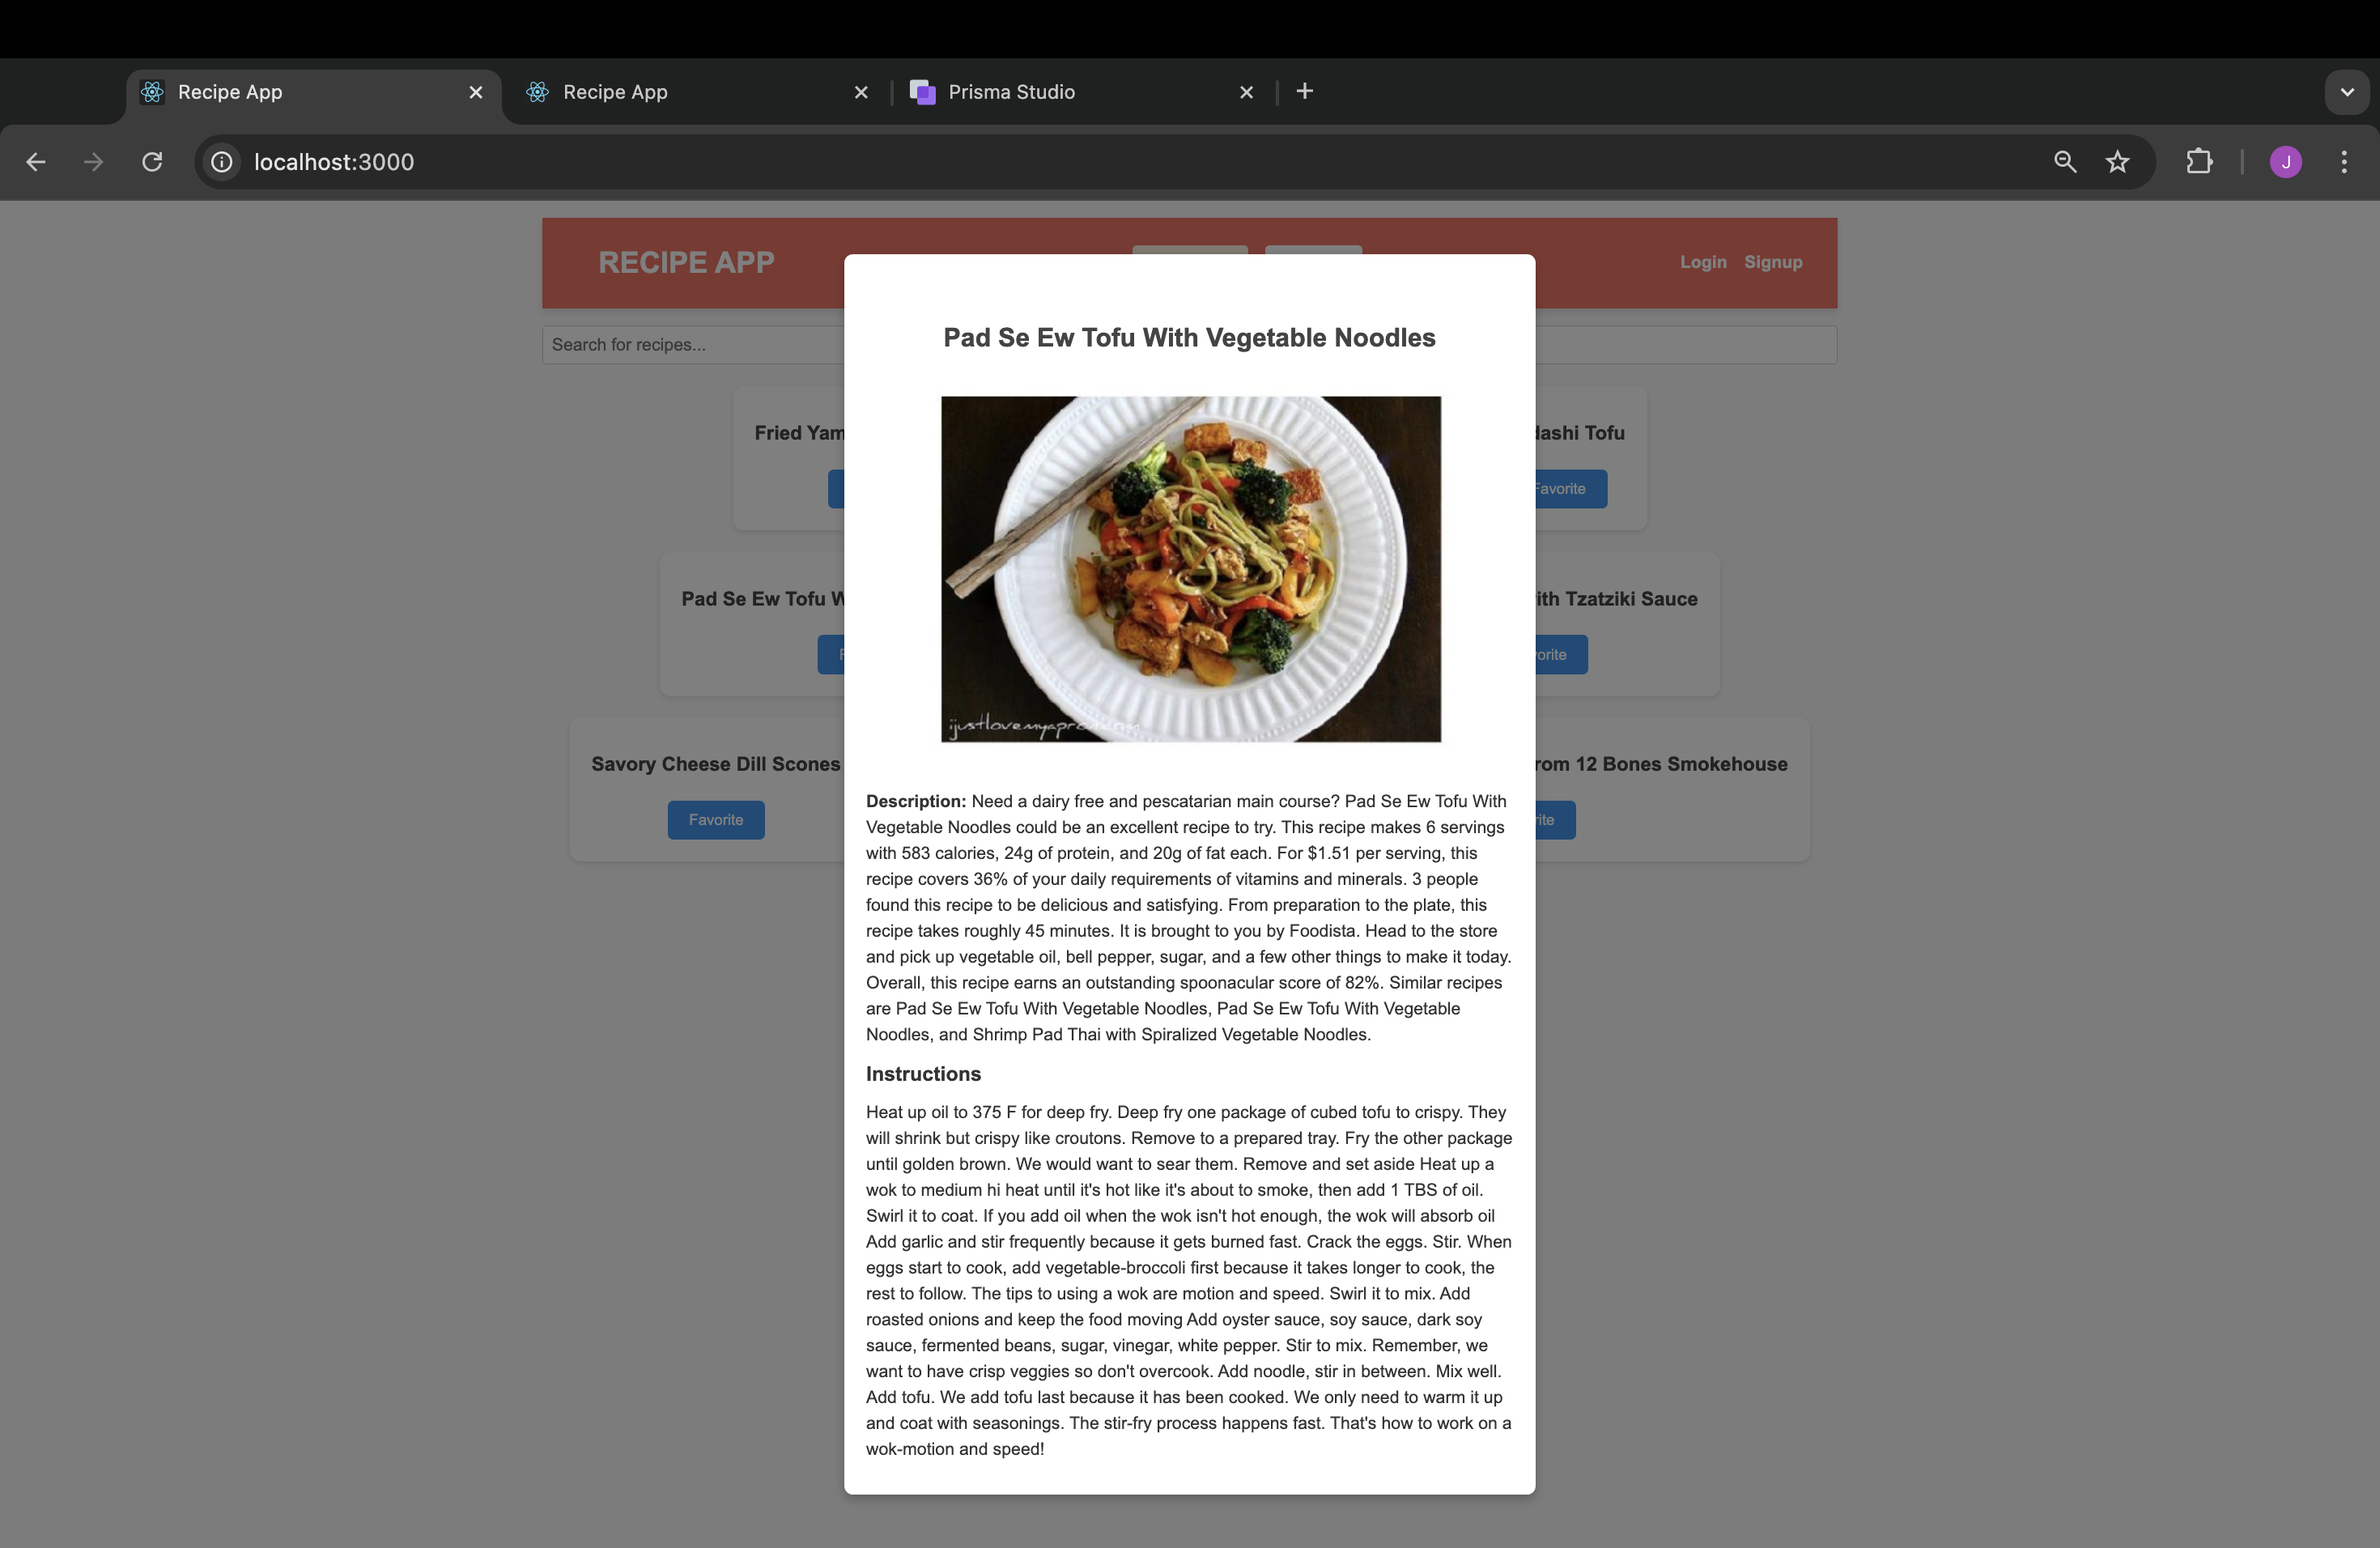 Recipe App
Recipe App
Prisma Studio
localhost:3000
J
RECIPE APP
Login Signup
Search for recipes...
Pad Se Ew Tofu With Vegetable Noodles
Fried Yam
Tofu
Favorite
Pad Se Ew Tofu
Tzatziki Sauce
Savory Cheese Dill Scones
12 Bones Smokehouse
Favorite
Description: Need a dairy free and pescatarian main course? Pad Se Ew Tofu With
Vegetable Noodles could be an excellent recipe to try. This recipe makes 6 servings
with 583 calories, 24g of protein, and 20g of fat each. For $1.51 per serving, this
recipe covers 36% of your daily requirements of vitamins and minerals. 3 people
found this recipe to be delicious and satisfying. From preparation to the plate, this
recipe takes roughly 45 minutes. It is brought to you by Foodista. Head to the store
and pick up vegetable oil, bell pepper, sugar, and a few other things to make it today.
Overall, this recipe earns an outstanding spoonacular score of 82%. Similar recipes
are Pad Se Ew Tofu With Vegetable Noodles, Pad Se Ew Tofu With Vegetable
Noodles, and Shrimp Pad Thai with Spiralized Vegetable Noodles.
Instructions
Heat up oil to 375 F for deep fry. Deep fry one package of cubed tofu to crispy. They
will shrink but crispy like croutons. Remove to a prepared tray. Fry the other package
until golden brown. We would want to sear them. Remove and set aside Heat up a
wok to medium hi heat until it's hot like it's about to smoke, then add 1 TBS of oil.
Swirl it to coat. If you add oil when the wok isn't hot enough, the wok will absorb oil
Add garlic and stir frequently because it gets burned fast. Crack the eggs. Stir. When
eggs start to cook, add vegetable-broccoli first because it takes longer to cook, the
rest to follow. The tips to using a wok are motion and speed. Swirl it to mix. Add
roasted onions and keep the food moving Add oyster sauce, soy sauce, dark soy
sauce, fermented beans, sugar, vinegar, white pepper. Stir to mix. Remember, we
want to have crisp veggies so don't overcook. Add noodle, stir in between. Mix well.
Add tofu. We add tofu last because it has been cooked. We only need to warm it up
and coat with seasonings. The stir-fry process happens fast. That's how to work on a
wok-motion and speed!